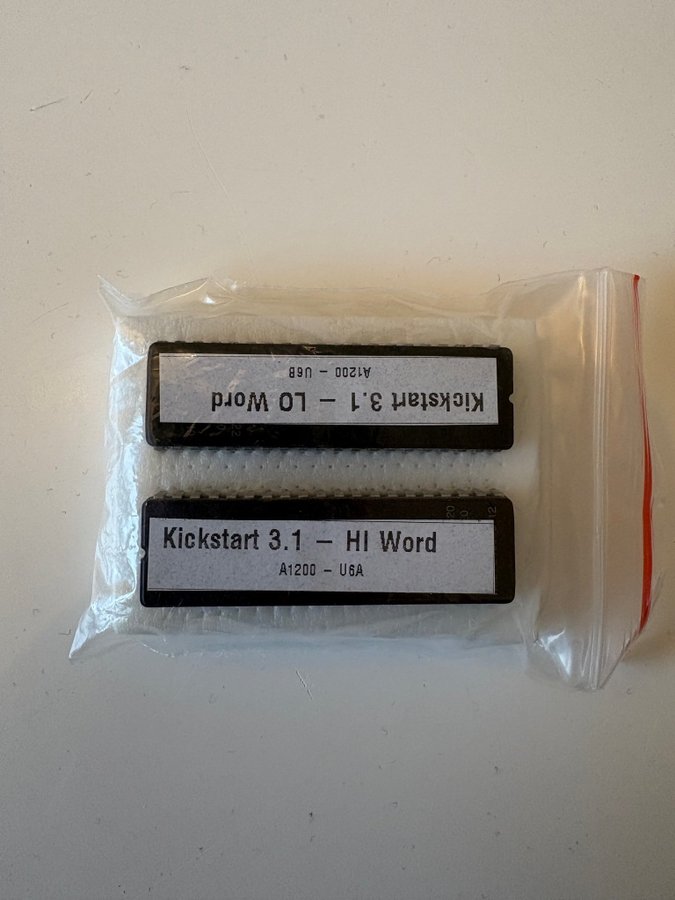 Kickstart 3.1 – LO Word
A1200 – U6B
Kickstart 3.1 – HI Word
A1200 – U6A